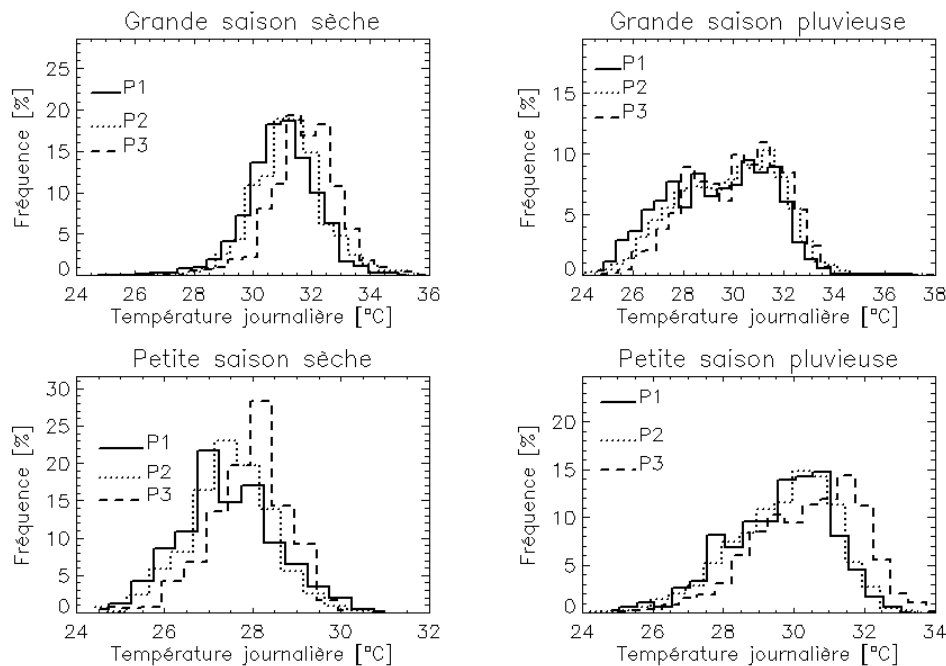 Grande saison sèche
Fréquence [%]
25
20
15
10
5
0
P1
P2
P3
24 26 28 30 32 34 36
Température journalière [°C]
Grande saison pluvieuse
Fréquence [%]
15
10
5
0
P1
P2
P3
24 26 28 30 32 34 36 38
Température journalière [°C]
Petite saison sèche
Fréquence [%]
30
25
20
15
10
5
0
P1
P2
P3
24 26 28 30 32
Température journalière [°C]
Petite saison pluvieuse
Fréquence [%]
20
15
10
5
0
P1
P2
P3
24 26 28 30 32 34
Température journalière [°C]